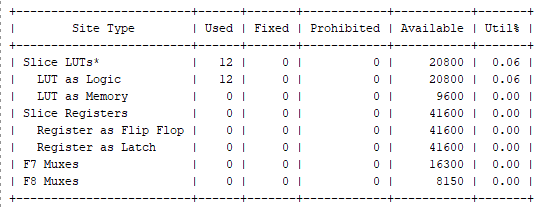 +-------------------------+------+-------+------------+-----------+-------+
|        Site Type        | Used | Fixed | Prohibited | Available | Util% |
+-------------------------+------+-------+------------+-----------+-------+
| Slice LUTs*             |   12 |     0 |          0 |     20800 |  0.06 |
|   LUT as Logic          |   12 |     0 |          0 |     20800 |  0.06 |
|   LUT as Memory         |    0 |     0 |          0 |      9600 |  0.00 |
| Slice Registers         |    0 |     0 |          0 |     41600 |  0.00 |
|   Register as Flip Flop |    0 |     0 |          0 |     41600 |  0.00 |
|   Register as Latch     |    0 |     0 |          0 |     41600 |  0.00 |
| F7 Muxes                |    0 |     0 |          0 |     16300 |  0.00 |
| F8 Muxes                |    0 |     0 |          0 |      8150 |  0.00 |
+-------------------------+------+-------+------------+-----------+-------+